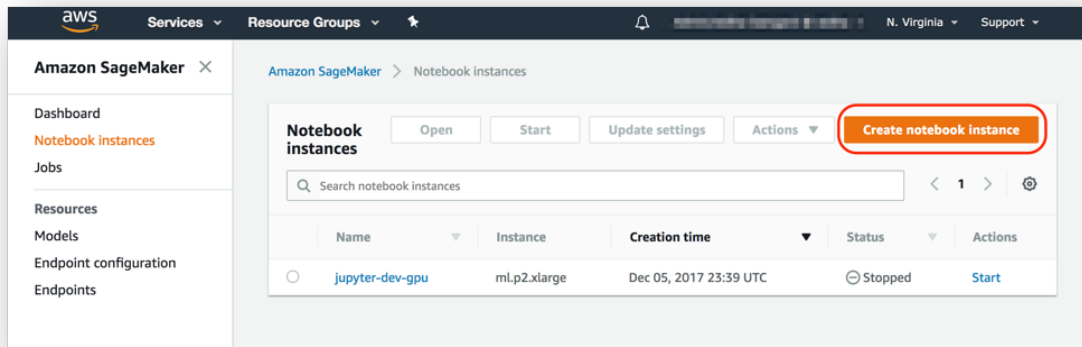 aws Services Resource Groups N. Virginia Support
Amazon SageMaker
Dashboard
Notebook instances
Jobs
Resources
Models
Endpoint configuration
Endpoints
Amazon SageMaker > Notebook instances
Notebook instances Open Start Update settings Actions Create notebook instance
Search notebook instances < 1 >
Name Instance Creation time Status Actions
jupyter-dev-gpu ml.p2.xlarge Dec 05, 2017 23:39 UTC Stopped Start